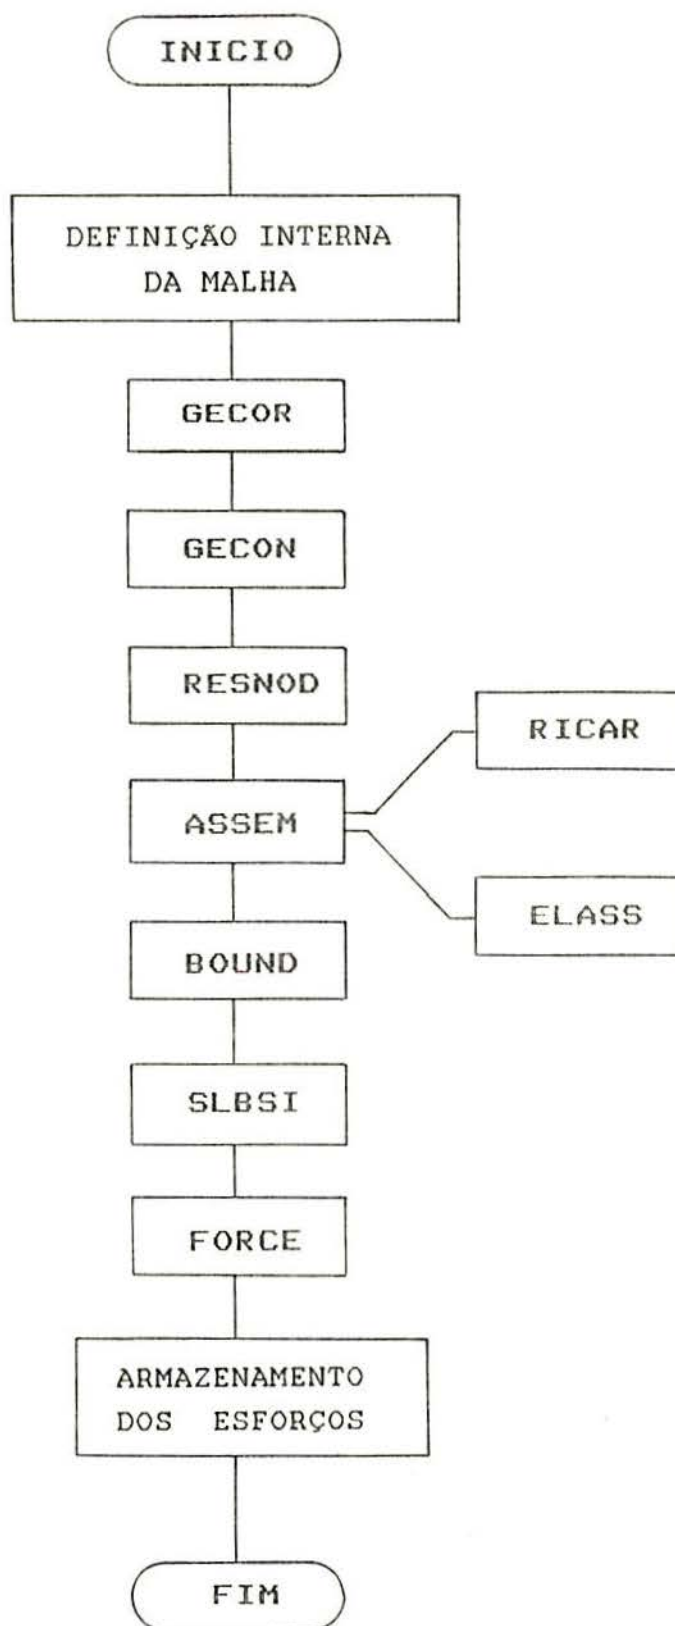 INICIO
DEFINIÇÃO INTERNA
DA MALHA
GECOR
GECON
RESNOD
RICAR
ASSEM
ELASS
BOUND
SLBSI
FORCE
ARMAZENAMENTO
DOS ESFORÇOS
FIM